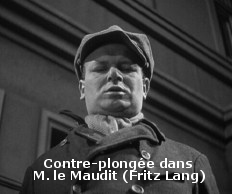 Contre-plongée dans
M. le Maudit (Fritz Lang)